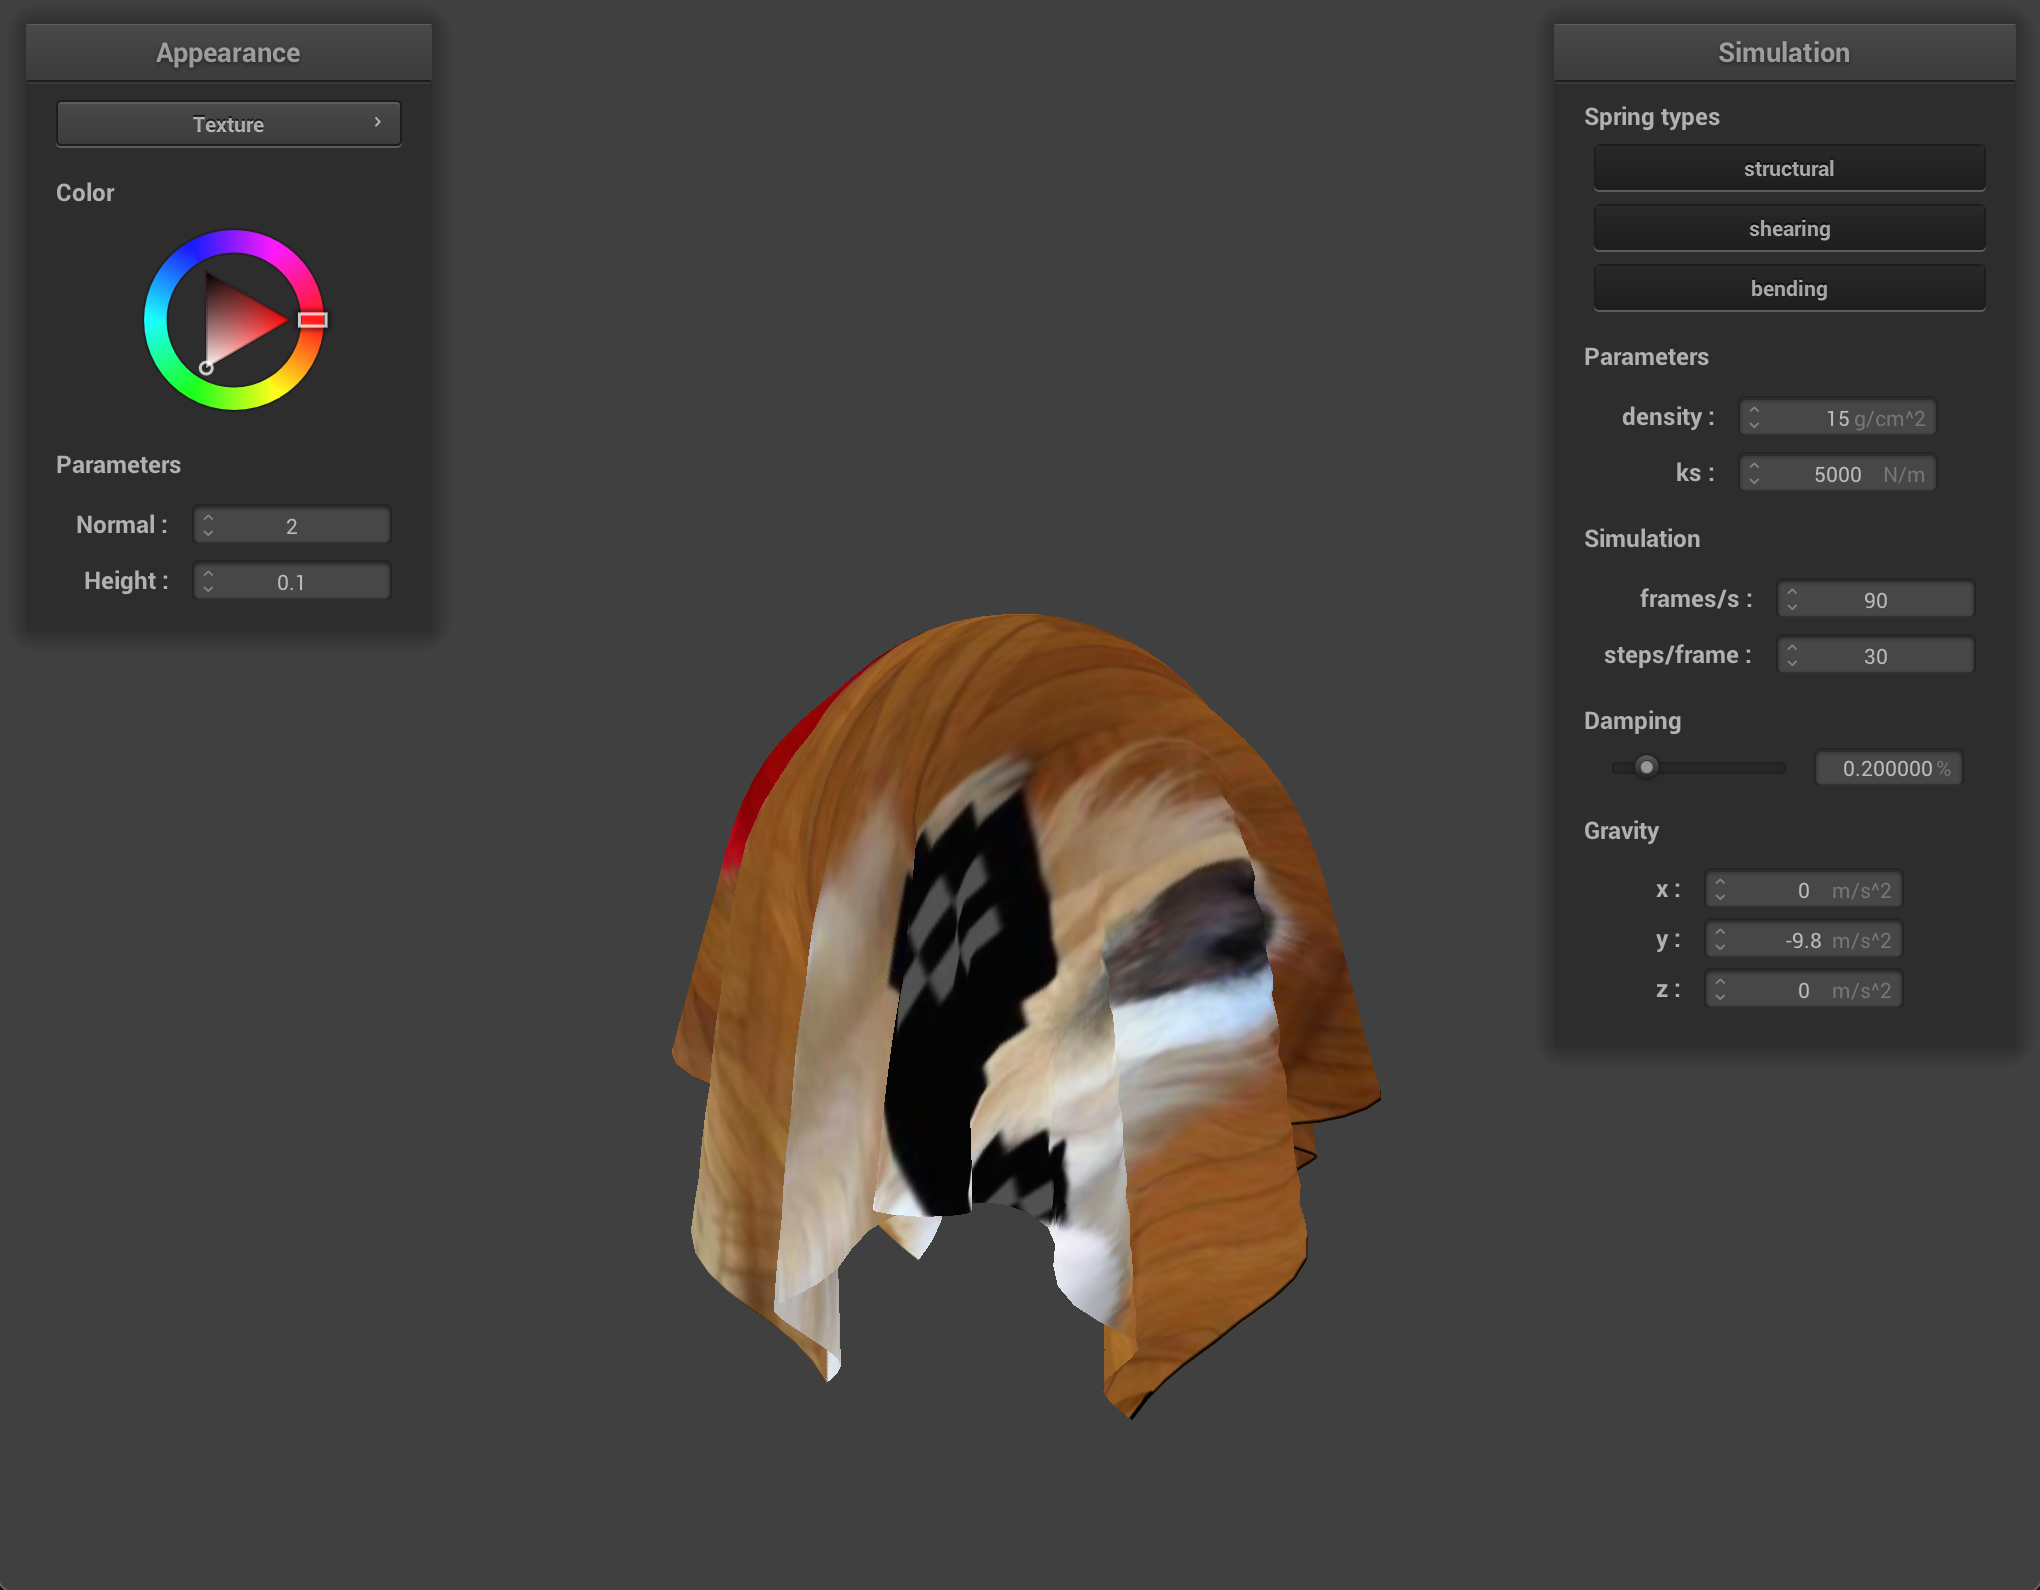 Appearance
Texture
Color
Parameters
Normal : 2
Height : 0.1
Simulation
Spring types
structural
shearing
bending
Parameters
density : 15 g/cm^2
ks : 5000 N/m
Simulation
frames/s : 90
steps/frame : 30
Damping
0.200000 %
Gravity
x : 0 m/s^2
y : -9.8 m/s^2
z : 0 m/s^2